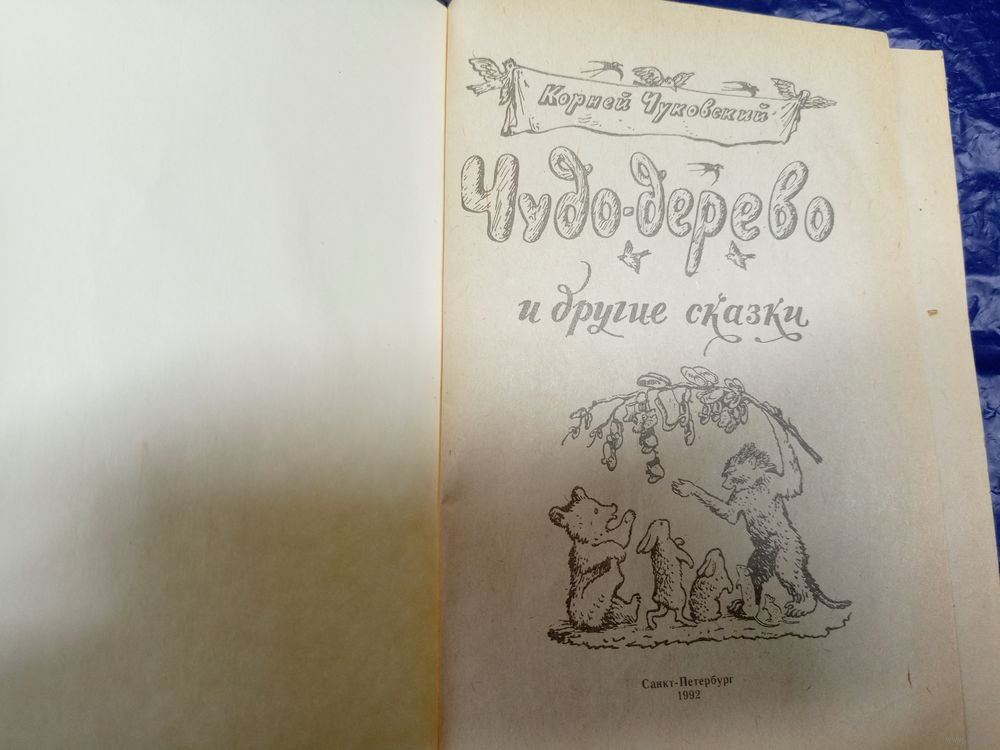 Корней Чуковский
Чудо-дерево
и другие сказки
Санкт-Петербург
1992